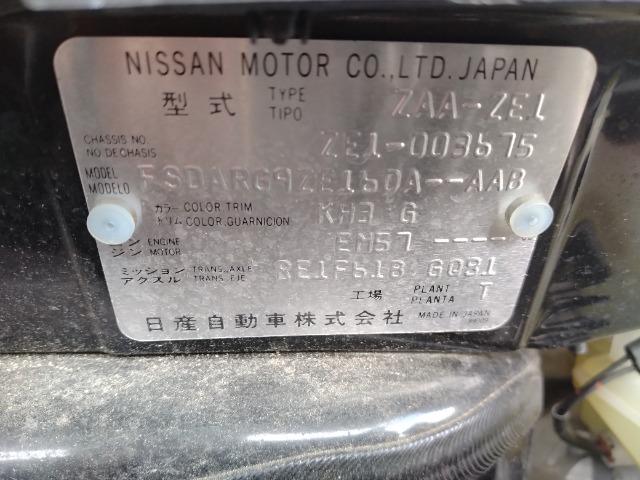 NISSAN MOTOR CO.,LTD. JAPAN
型式 TYPE TIPO ZAA-ZE1
CHASSIS NO. NO.DE CHASIS ZE1-003675
MODEL MODELO FSDARG9ZE160A--AAB
カラー COLOR TRIM トリム COLOR, GUARNICION KH3 G
ン ENGINE ジン MOTOR EM57 ----
ミッション TRANS. AXLE アクスル TRANS. EJE RE1F61B GQ81
工場 PLANT PLANTA T
日産自動車株式会社 MADE IN JAPAN